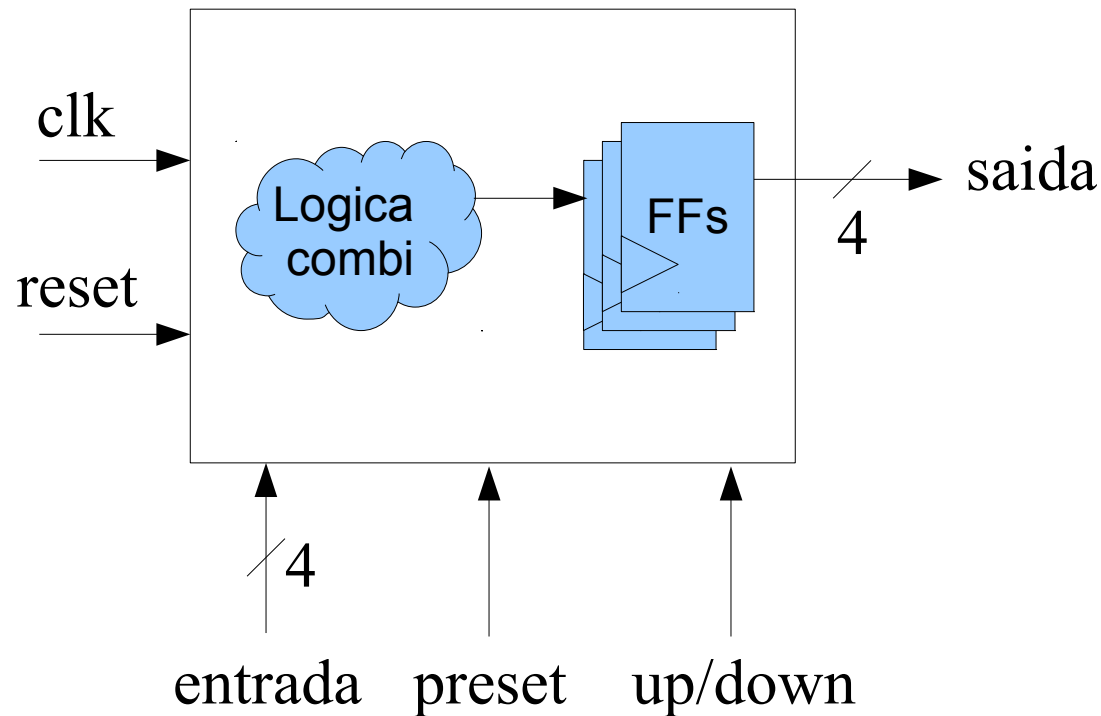 clk
Logica
combi
FFs
saida
4
reset
4
entrada preset up/down